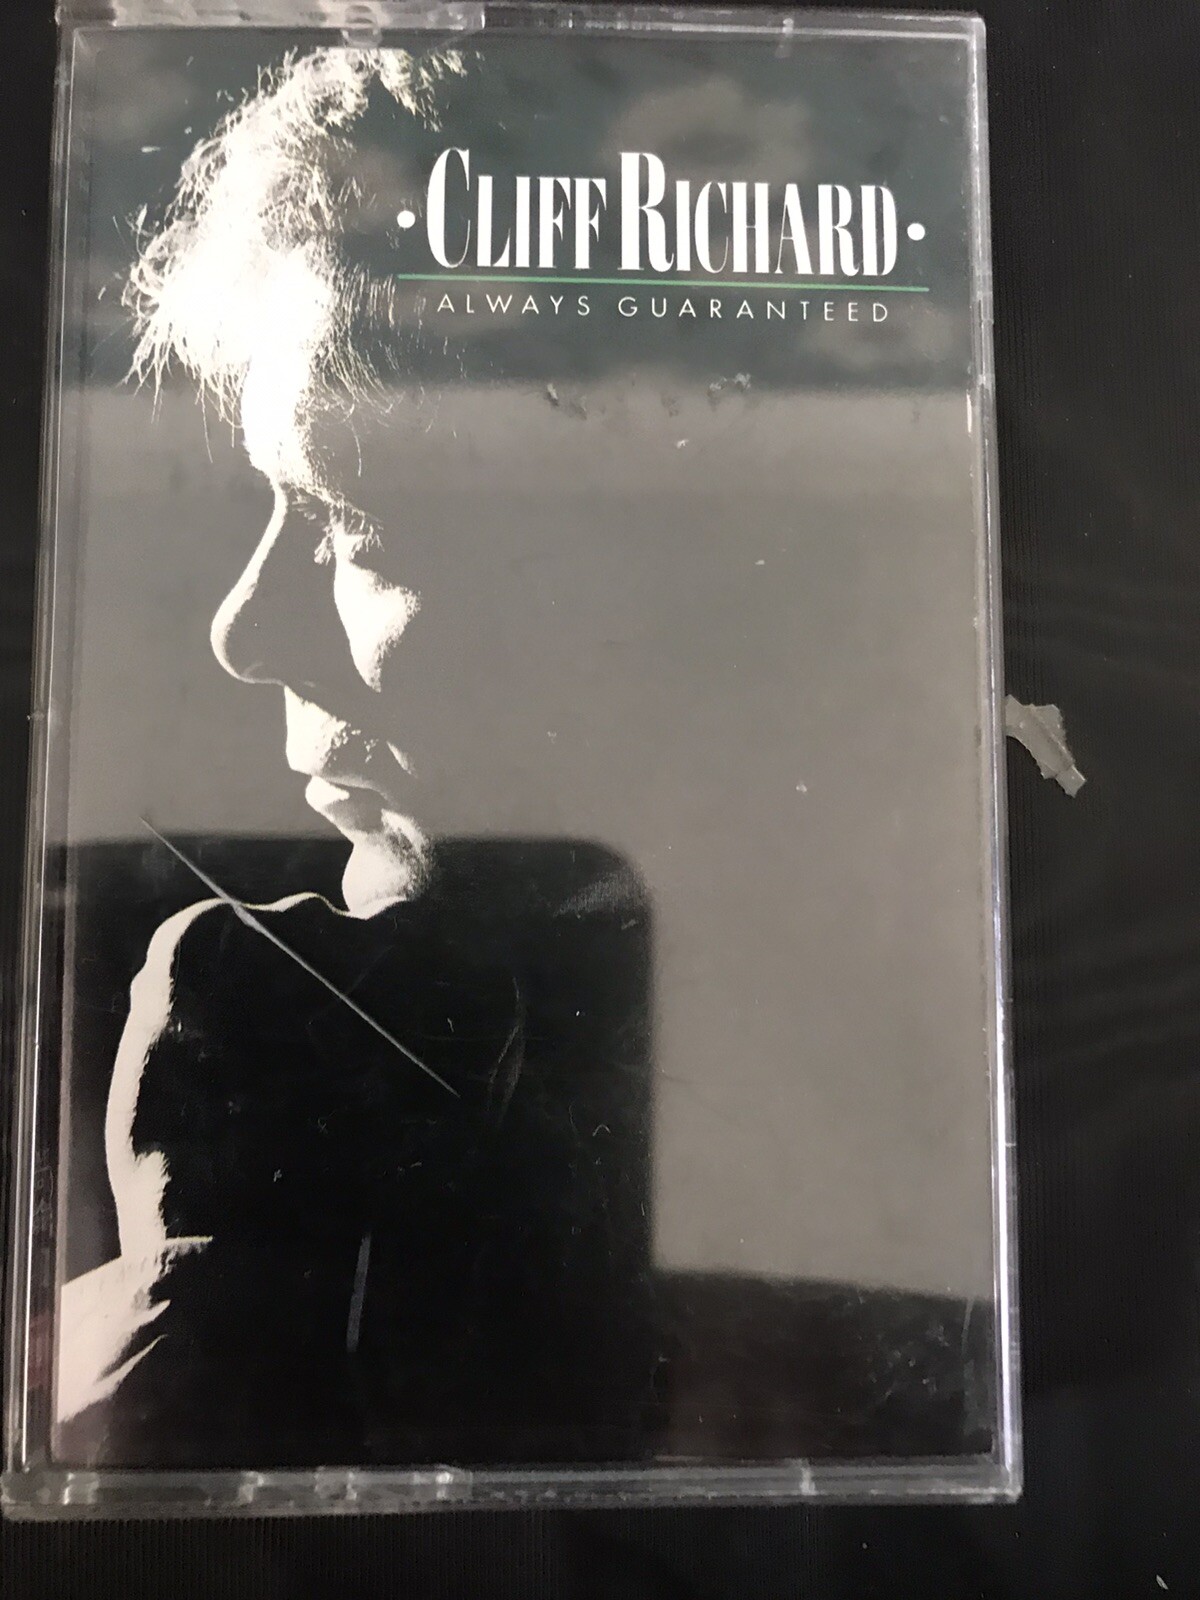 • CLIFF RICHARD •
ALWAYS GUARANTEED